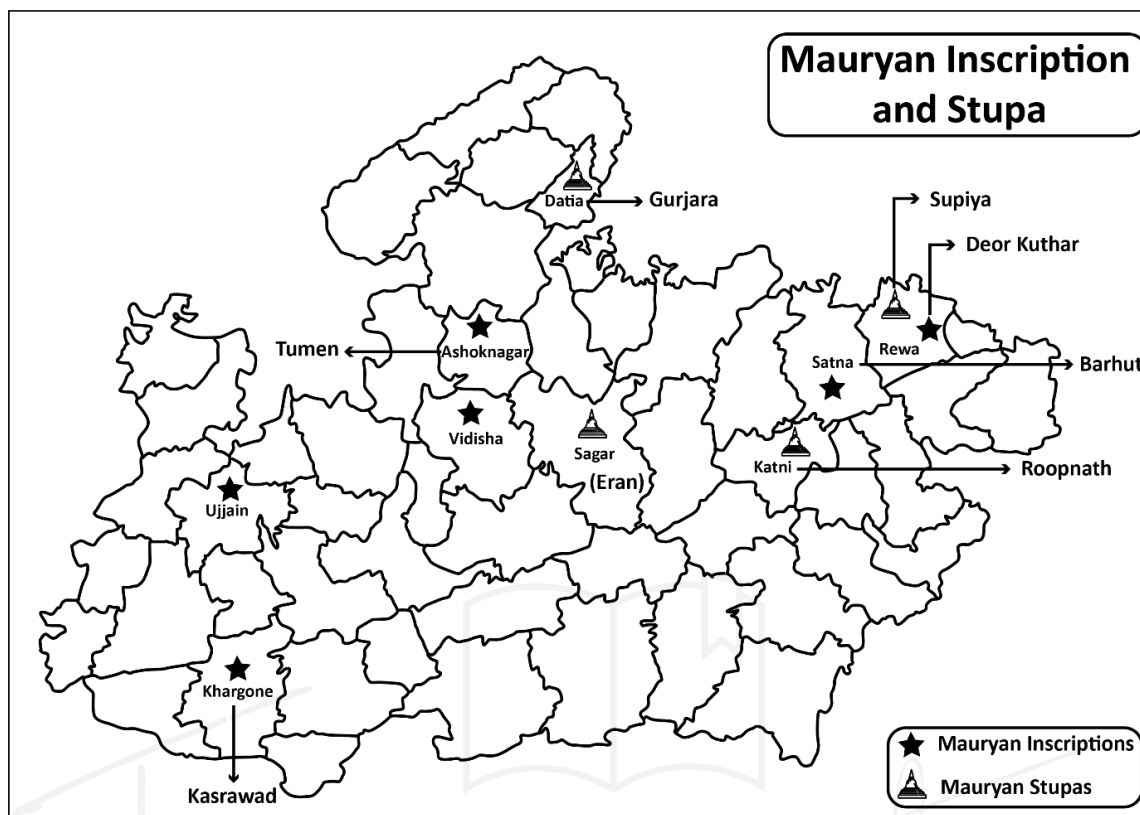 Mauryan Inscription
and Stupa
Datia
Gurjara
Supiya
Deor Kuthar
Tumen
Ashoknagar
Rewa
Satna
Barhut
Vidisha
Sagar
(Eran)
Katni
Roopnath
Ujjain
Khargone
Kasrawad
Mauryan Inscriptions
Mauryan Stupas